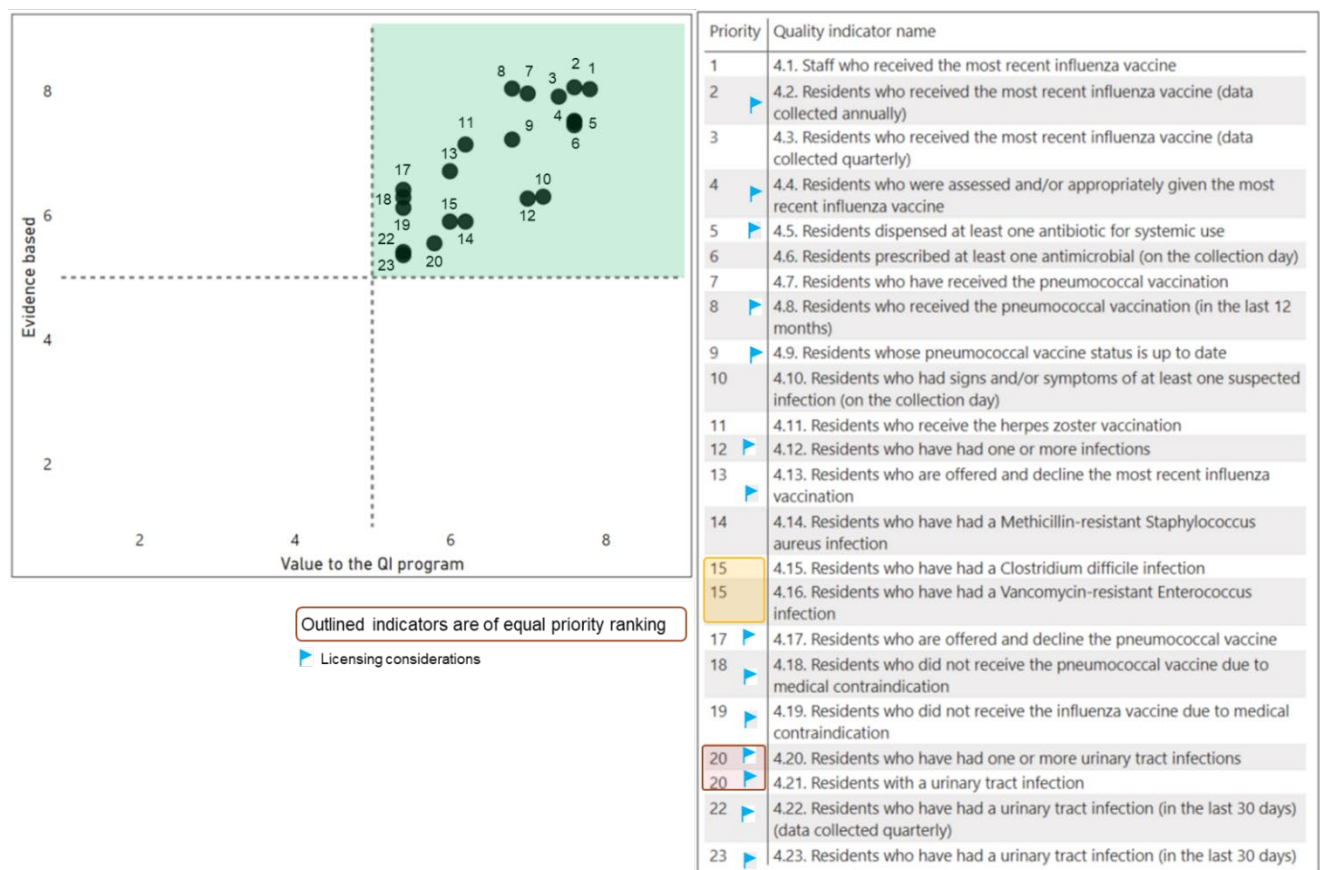 8
6
4
2
2
4
6
8
Evidence based
Value to the QI program
8
7
3
2
1
4
5
6
9
11
13
10
12
17
18
19
15
14
22
23
20
Outlined indicators are of equal priority ranking
Licensing considerations
Priority Quality indicator name
1 4.1. Staff who received the most recent influenza vaccine
2 4.2. Residents who received the most recent influenza vaccine (data
collected annually)
3 4.3. Residents who received the most recent influenza vaccine (data
collected quarterly)
4 4.4. Residents who were assessed and/or appropriately given the most
recent influenza vaccine
5 4.5. Residents dispensed at least one antibiotic for systemic use
6 4.6. Residents prescribed at least one antimicrobial (on the collection day)
7 4.7. Residents who have received the pneumococcal vaccination
8 4.8. Residents who received the pneumococcal vaccination (in the last 12
months)
9 4.9. Residents whose pneumococcal vaccine status is up to date
10 4.10. Residents who had signs and/or symptoms of at least one suspected
infection (on the collection day)
11 4.11. Residents who receive the herpes zoster vaccination
12 4.12. Residents who have had one or more infections
13 4.13. Residents who are offered and decline the most recent influenza
vaccination
14 4.14. Residents who have had a Methicillin-resistant Staphylococcus
aureus infection
15 4.15. Residents who have had a Clostridium difficile infection
15 4.16. Residents who have had a Vancomycin-resistant Enterococcus
infection
17 4.17. Residents who are offered and decline the pneumococcal vaccine
18 4.18. Residents who did not receive the pneumococcal vaccine due to
medical contraindication
19 4.19. Residents who did not receive the influenza vaccine due to medical
contraindication
20 4.20. Residents who have had one or more urinary tract infections
20 4.21. Residents with a urinary tract infection
22 4.22. Residents who have had a urinary tract infection (in the last 30 days)
(data collected quarterly)
23 4.23. Residents who have had a urinary tract infection (in the last 30 days)